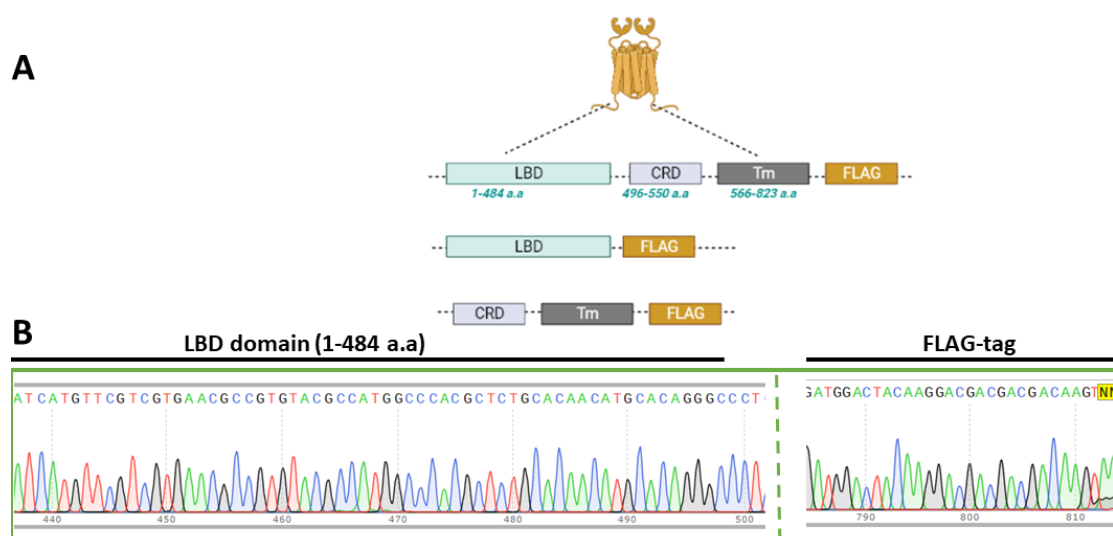 A
LBD CRD Tm FLAG
1-484 a.a 496-550 a.a 566-823 a.a
LBD FLAG
CRD Tm FLAG
B
LBD domain (1-484 a.a) FLAG-tag
ATCATGTTCGTCGTGAACGCCGTGTACGCCATGGCCCACGCTCTGCACAACATGCACAGGGCCCT GATGGACTACAAGGACGACGACGACAAGTNN
440 450 460 470 480 490 500 790 800 810